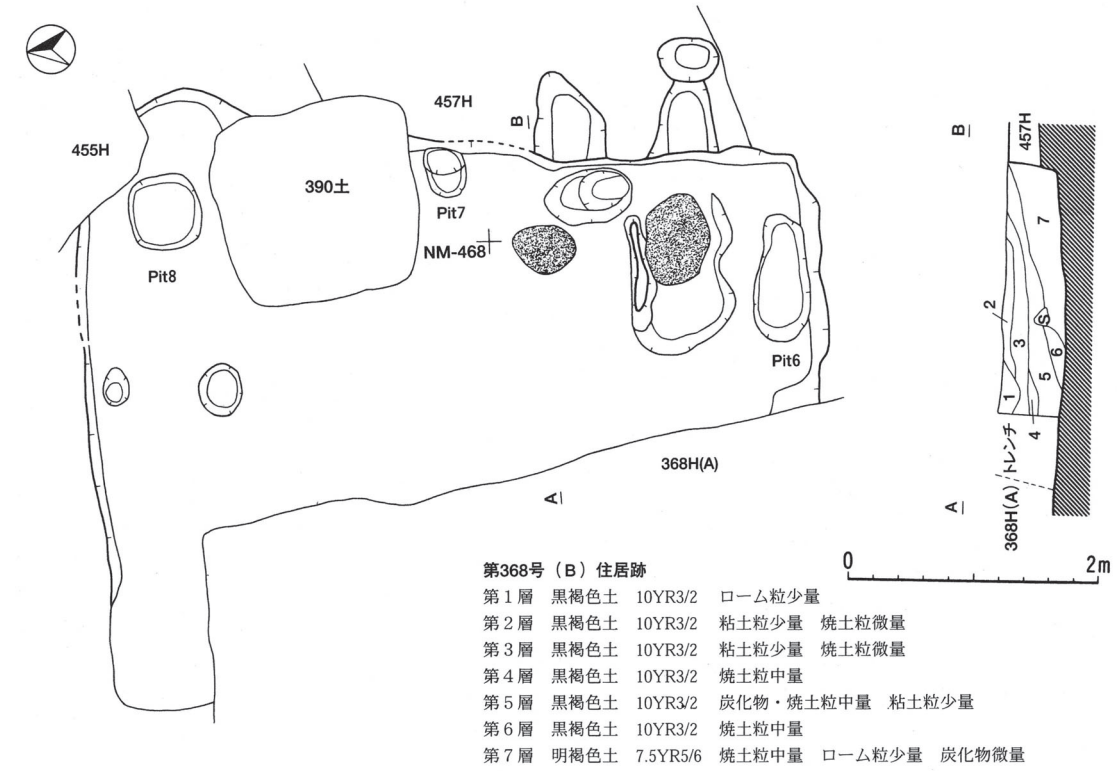 457H
B
455H
390土
Pit7
NM-468
Pit8
Pit6
368H(A)
A
B
457H
7
2
S
3
6
5
1
4
トレンチ
368H(A)
A
0
2m
第368号（B）住居跡
第1層 黒褐色土 10YR3/2 ローム粒少量
第2層 黒褐色土 10YR3/2 粘土粒少量 焼土粒微量
第3層 黒褐色土 10YR3/2 粘土粒少量 焼土粒微量
第4層 黒褐色土 10YR3/2 焼土粒中量
第5層 黒褐色土 10YR3/2 炭化物・焼土粒中量 粘土粒少量
第6層 黒褐色土 10YR3/2 焼土粒中量
第7層 明褐色土 7.5YR5/6 焼土粒中量 ローム粒少量 炭化物微量